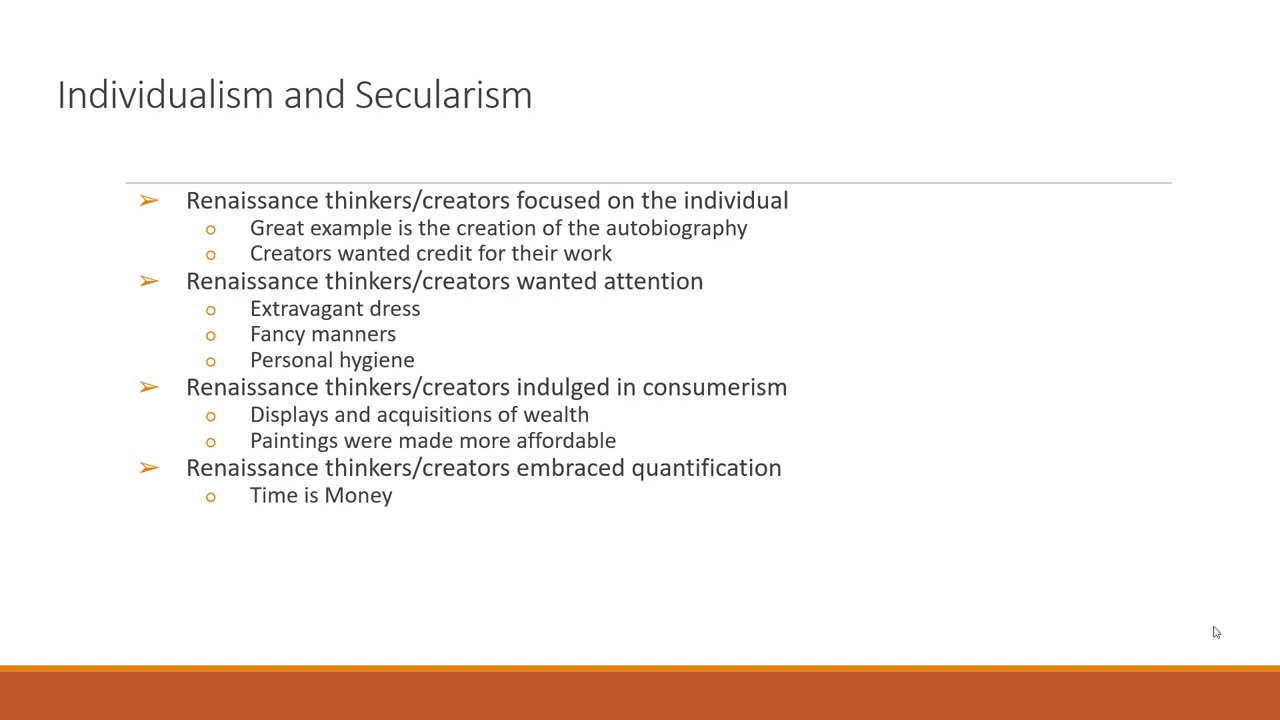 Individualism and Secularism
➢ Renaissance thinkers/creators focused on the individual
○ Great example is the creation of the autobiography
○ Creators wanted credit for their work
➢ Renaissance thinkers/creators wanted attention
○ Extravagant dress
○ Fancy manners
○ Personal hygiene
➢ Renaissance thinkers/creators indulged in consumerism
○ Displays and acquisitions of wealth
○ Paintings were made more affordable
➢ Renaissance thinkers/creators embraced quantification
○ Time is Money